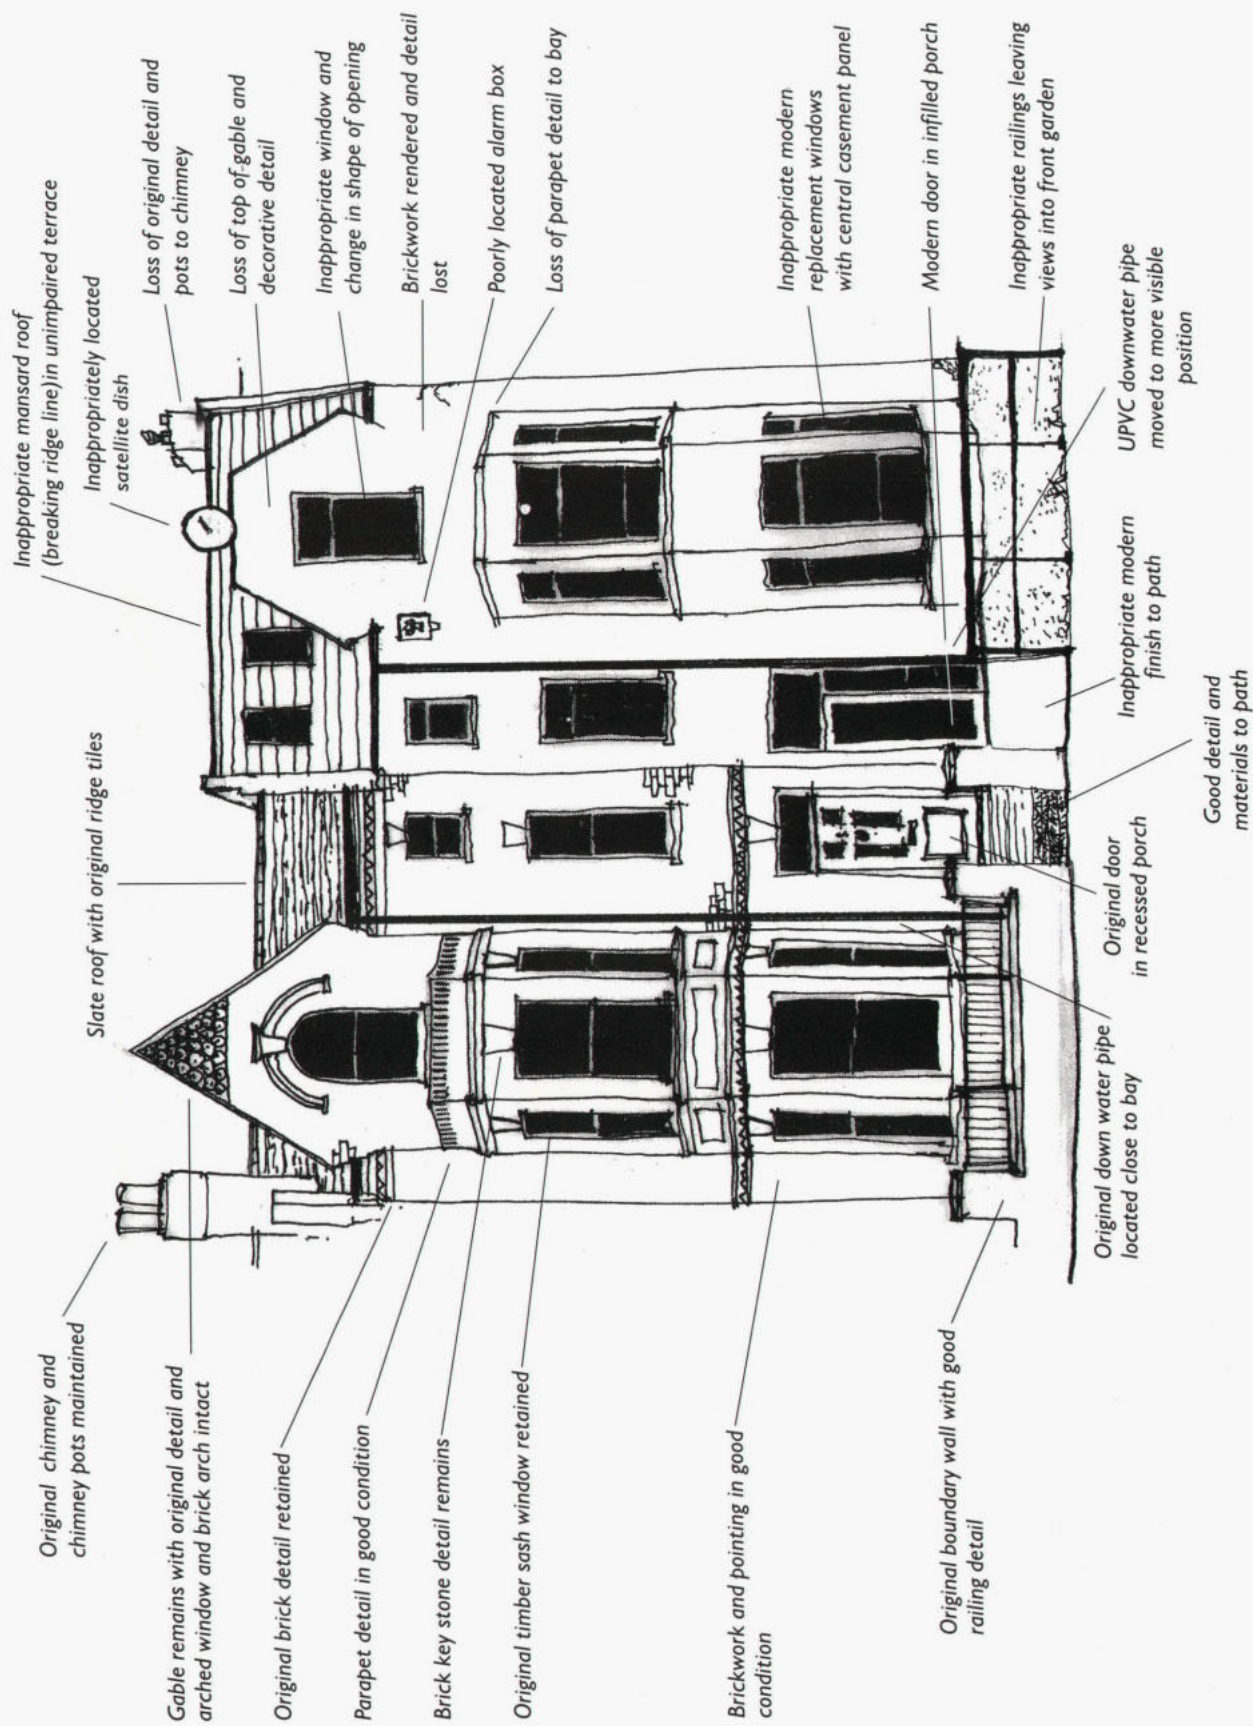 Original chimney and
chimney pots maintained
Gable remains with original detail and
arched window and brick arch intact
Original brick detail retained
Parapet detail in good condition
Brick key stone detail remains
Original timber sash window retained
Brickwork and pointing in good
condition
Original boundary wall with good
railing detail
Slate roof with original ridge tiles
Inappropriate mansard roof
(breaking ridge line)in unimpaired terrace
Inappropriately located
satellite dish
Loss of original detail and
pots to chimney
Loss of top of gable and
decorative detail
Inappropriate window and
change in shape of opening
Brickwork rendered and detail
lost
Poorly located alarm box
Loss of parapet detail to bay
Inappropriate modern
replacement windows
with central casement panel
Modern door in infilled porch
Inappropriate railings leaving
views into front garden
Original down water pipe
located close to bay
Original door
in recessed porch
Good detail and
materials to path
Inappropriate modern
finish to path
UPVC downwater pipe
moved to more visible
position